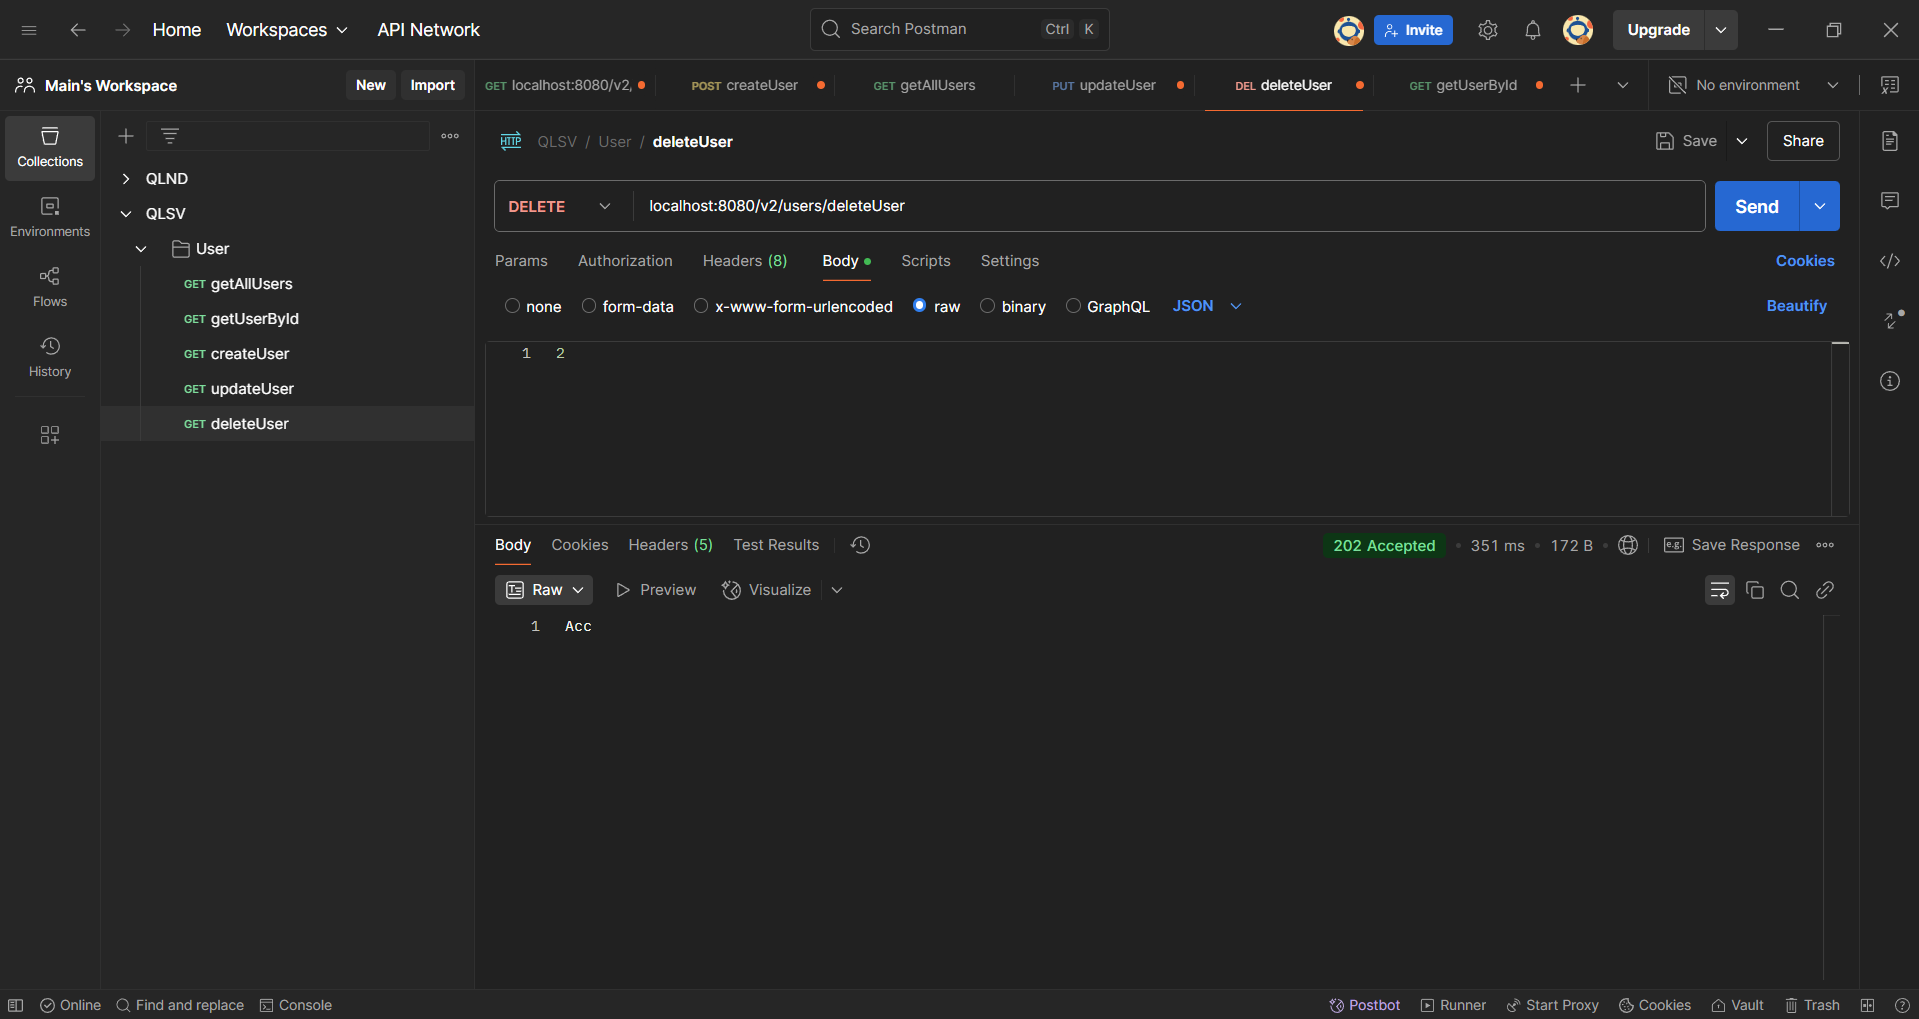 Home Workspaces API Network Search Postman Ctrl K Invite Upgrade
Main's Workspace New Import GET localhost:8080/v2, POST createUser GET getAllUsers PUT updateUser DEL deleteUser GET getUserById No environment
Collections
Environments
Flows
History
QLND
QLSV
User
GET getAllUsers
GET getUserById
GET createUser
GET updateUser
GET deleteUser
HTTP QLSV / User / deleteUser Save Share
DELETE localhost:8080/v2/users/deleteUser Send
Params Authorization Headers (8) Body Scripts Settings Cookies
none form-data x-www-form-urlencoded raw binary GraphQL JSON Beautify
1 2
Body Cookies Headers (5) Test Results 202 Accepted 351 ms 172 B e.g. Save Response
Raw Preview Visualize
1 Acc
Online Find and replace Console Postbot Runner Start Proxy Cookies Vault Trash